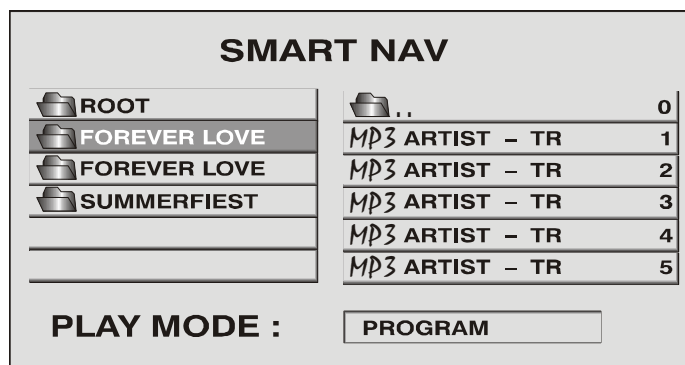 SMART NAV
ROOT
FOREVER LOVE
FOREVER LOVE
SUMMERFIEST
.. 0
MP3 ARTIST – TR 1
MP3 ARTIST – TR 2
MP3 ARTIST – TR 3
MP3 ARTIST – TR 4
MP3 ARTIST – TR 5
PLAY MODE : PROGRAM